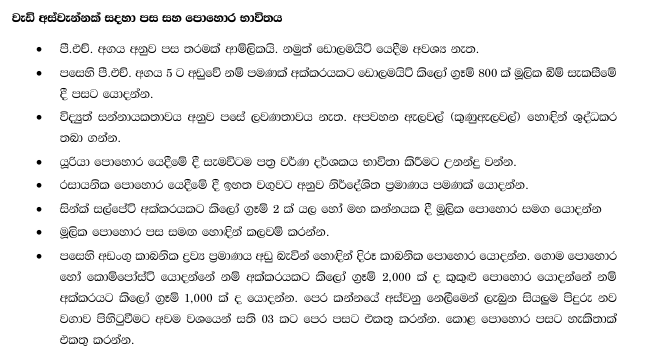 වැඩි අස්වැන්නක් සඳහා පස සහ පොහොර භාවිතය
• පී.එච්. අගය අනුව පස තරමක් ආම්ලිකයි. නමුත් ඩොලමයිට් යෙදීම අවශ්‍ය නැත.
• පසෙහි පී.එච්. අගය 5 ට අඩුවේ නම් පමණක් අක්කරයකට ඩොලමයිට් කිලෝ ග්‍රෑම් 800 ක් මූලික බිම් සැකසීමේ
දී පසට යොදන්න.
• විද්‍යුත් සන්නායකතාවය අනුව පසේ ලවණතාවය නැත. අපවහන ඇලවල් (කුණුඇලවල්) හොඳින් ශුද්ධකර
තබා ගන්න.
• යූරියා පොහොර යෙදීමේ දී සැමවිටම පත්‍ර වර්ණ දර්ශකය භාවිතා කිරීමට උනන්දු වන්න.
• රසායනික පොහොර යෙදීමේ දී ඉහත වගුවට අනුව නිර්දේශිත ප්‍රමාණය පමණක් යොදන්න.
• සින්ක් සල්පේට් අක්කරයකට කිලෝ ග්‍රෑම් 2 ක් යල හෝ මහ කන්නයක දී මූලික පොහොර සමග යොදන්න
• මූලික පොහොර පස සමඟ හොඳින් කලවම් කරන්න.
• පසෙහි අඩංගු කාබනික ද්‍රව්‍ය ප්‍රමාණය අඩු බැවින් හොඳින් දිරූ කාබනික පොහොර යොදන්න. ගොම පොහොර
හෝ කොම්පෝස්ට් යොදන්නේ නම් අක්කරයකට කිලෝ ග්‍රෑම් 2,000 ක් ද කුකුළු පොහොර යොදන්නේ නම්
අක්කරයට කිලෝ ග්‍රෑම් 1,000 ක් ද යොදන්න. පෙර කන්නයේ අස්වනු නෙලීමෙන් ලැබුන සියලුම පිදුරු නව
වගාව පිහිටුවීමට අවම වශයෙන් සති 03 කට පෙර පසට එකතු කරන්න. කොළ පොහොර පසට හැකිතාක්
එකතු කරන්න.